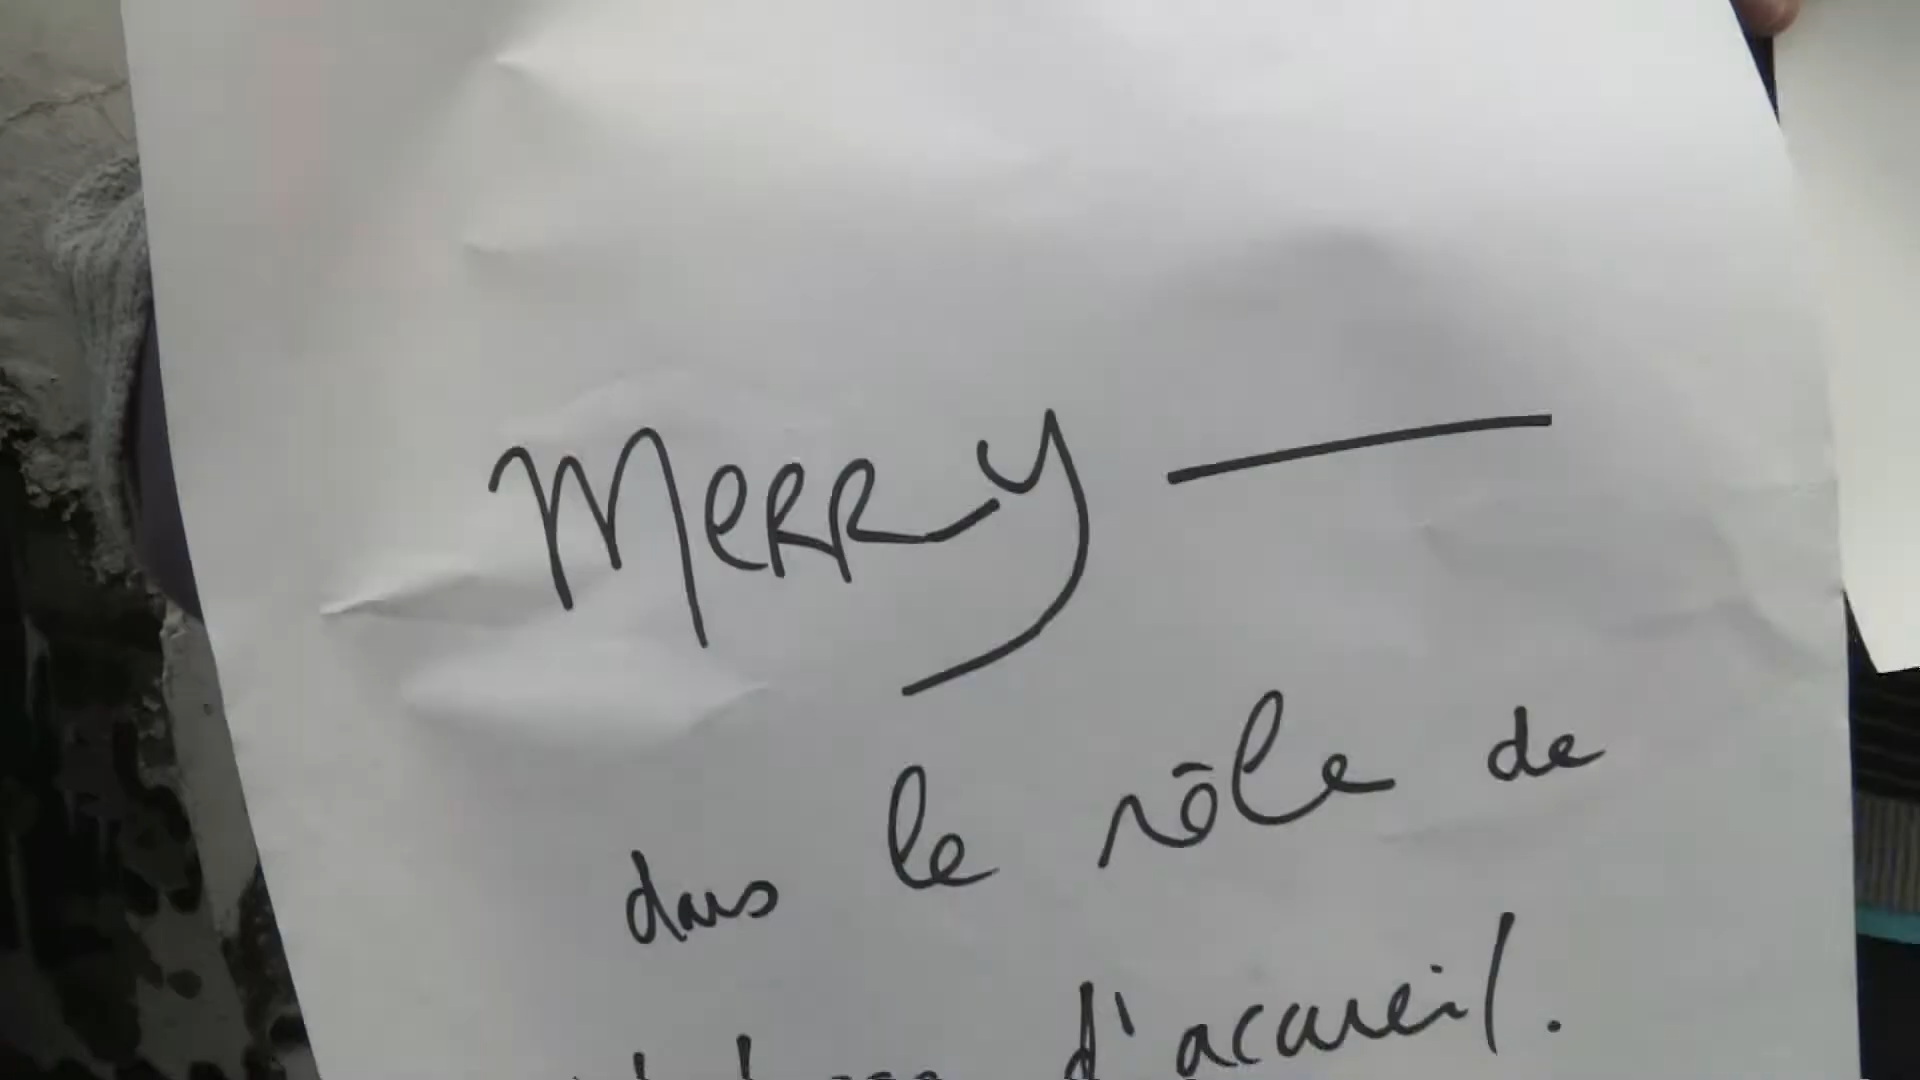 Merry —
dans le rôle de
d'accueil.